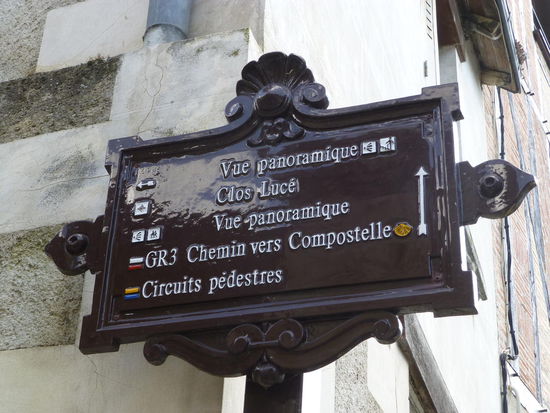 Vue panoramique
Clos Lucé
Vue panoramique
GR3 Chemin vers Compostelle
Circuits pédestres